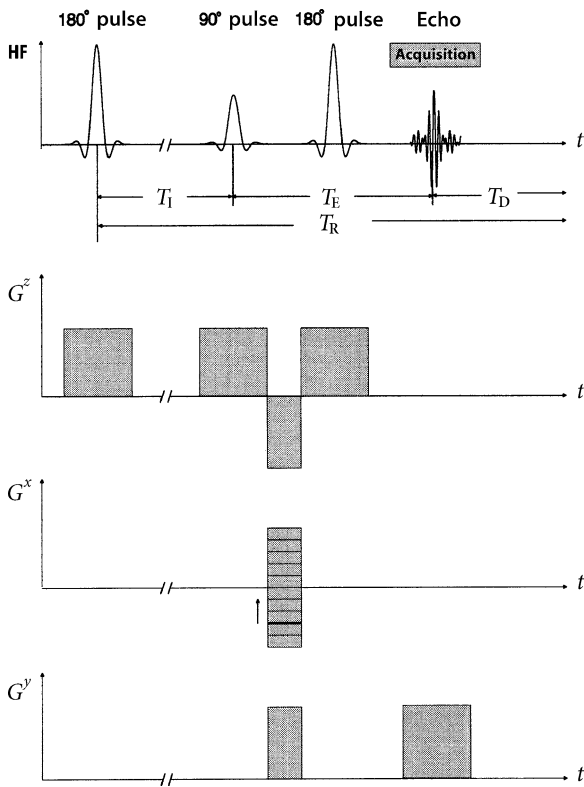 180° pulse 90° pulse 180° pulse Echo
HF Acquisition
t
T_I T_E T_D
T_R
G^z
t
G^x
t
G^y
t